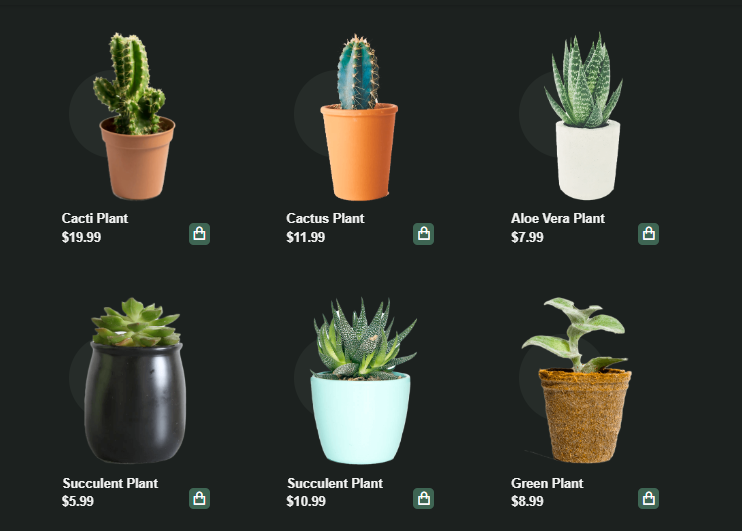 Cacti Plant
$19.99
Cactus Plant
$11.99
Aloe Vera Plant
$7.99
Succulent Plant
$5.99
Succulent Plant
$10.99
Green Plant
$8.99